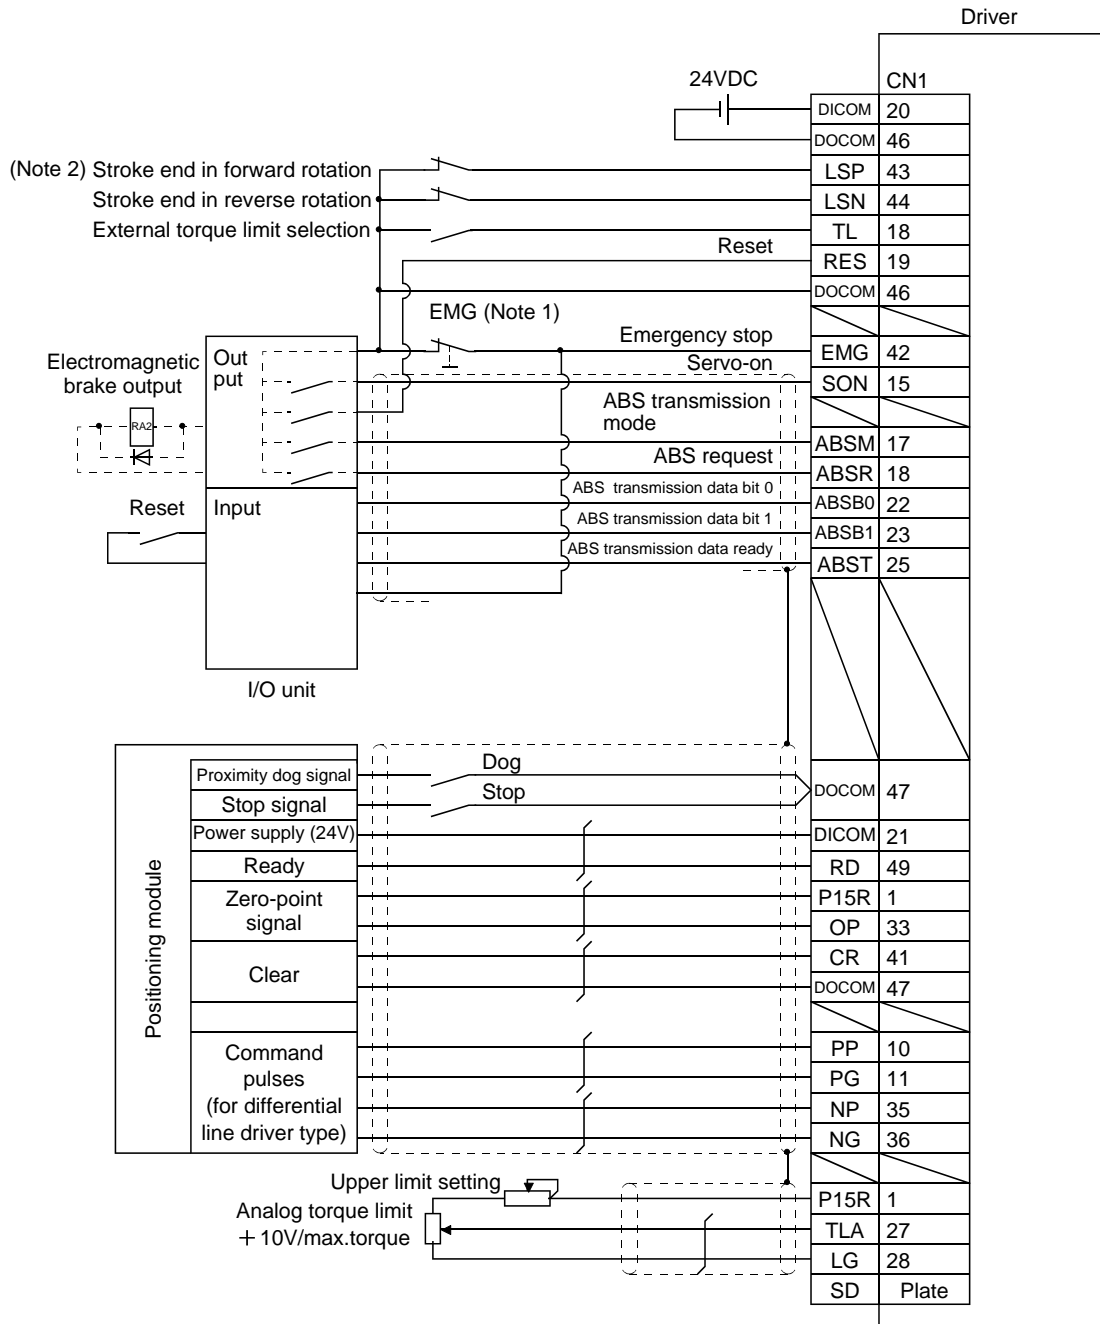 Driver
24VDC
CN1
DICOM 20
DOCOM 46
(Note 2) Stroke end in forward rotation LSP 43
Stroke end in reverse rotation LSN 44
External torque limit selection TL 18
Reset RES 19
DOCOM 46
EMG (Note 1)
Emergency stop EMG 42
Servo-on SON 15
Electromagnetic
brake output
RA2
Out
put
ABS transmission
mode
ABSM 17
ABS request ABSR 18
ABS transmission data bit 0 ABSB0 22
Reset Input
ABS transmission data bit 1 ABSB1 23
ABS transmission data ready ABST 25
I/O unit
Positioning module
Proximity dog signal Dog
Stop signal Stop
DOCOM 47
Power supply (24V) DICOM 21
Ready RD 49
Zero-point
signal
P15R 1
OP 33
Clear
CR 41
DOCOM 47
Command
pulses
(for differential
line driver type)
PP 10
PG 11
NP 35
NG 36
Upper limit setting P15R 1
Analog torque limit
+10V/max.torque TLA 27
LG 28
SD Plate